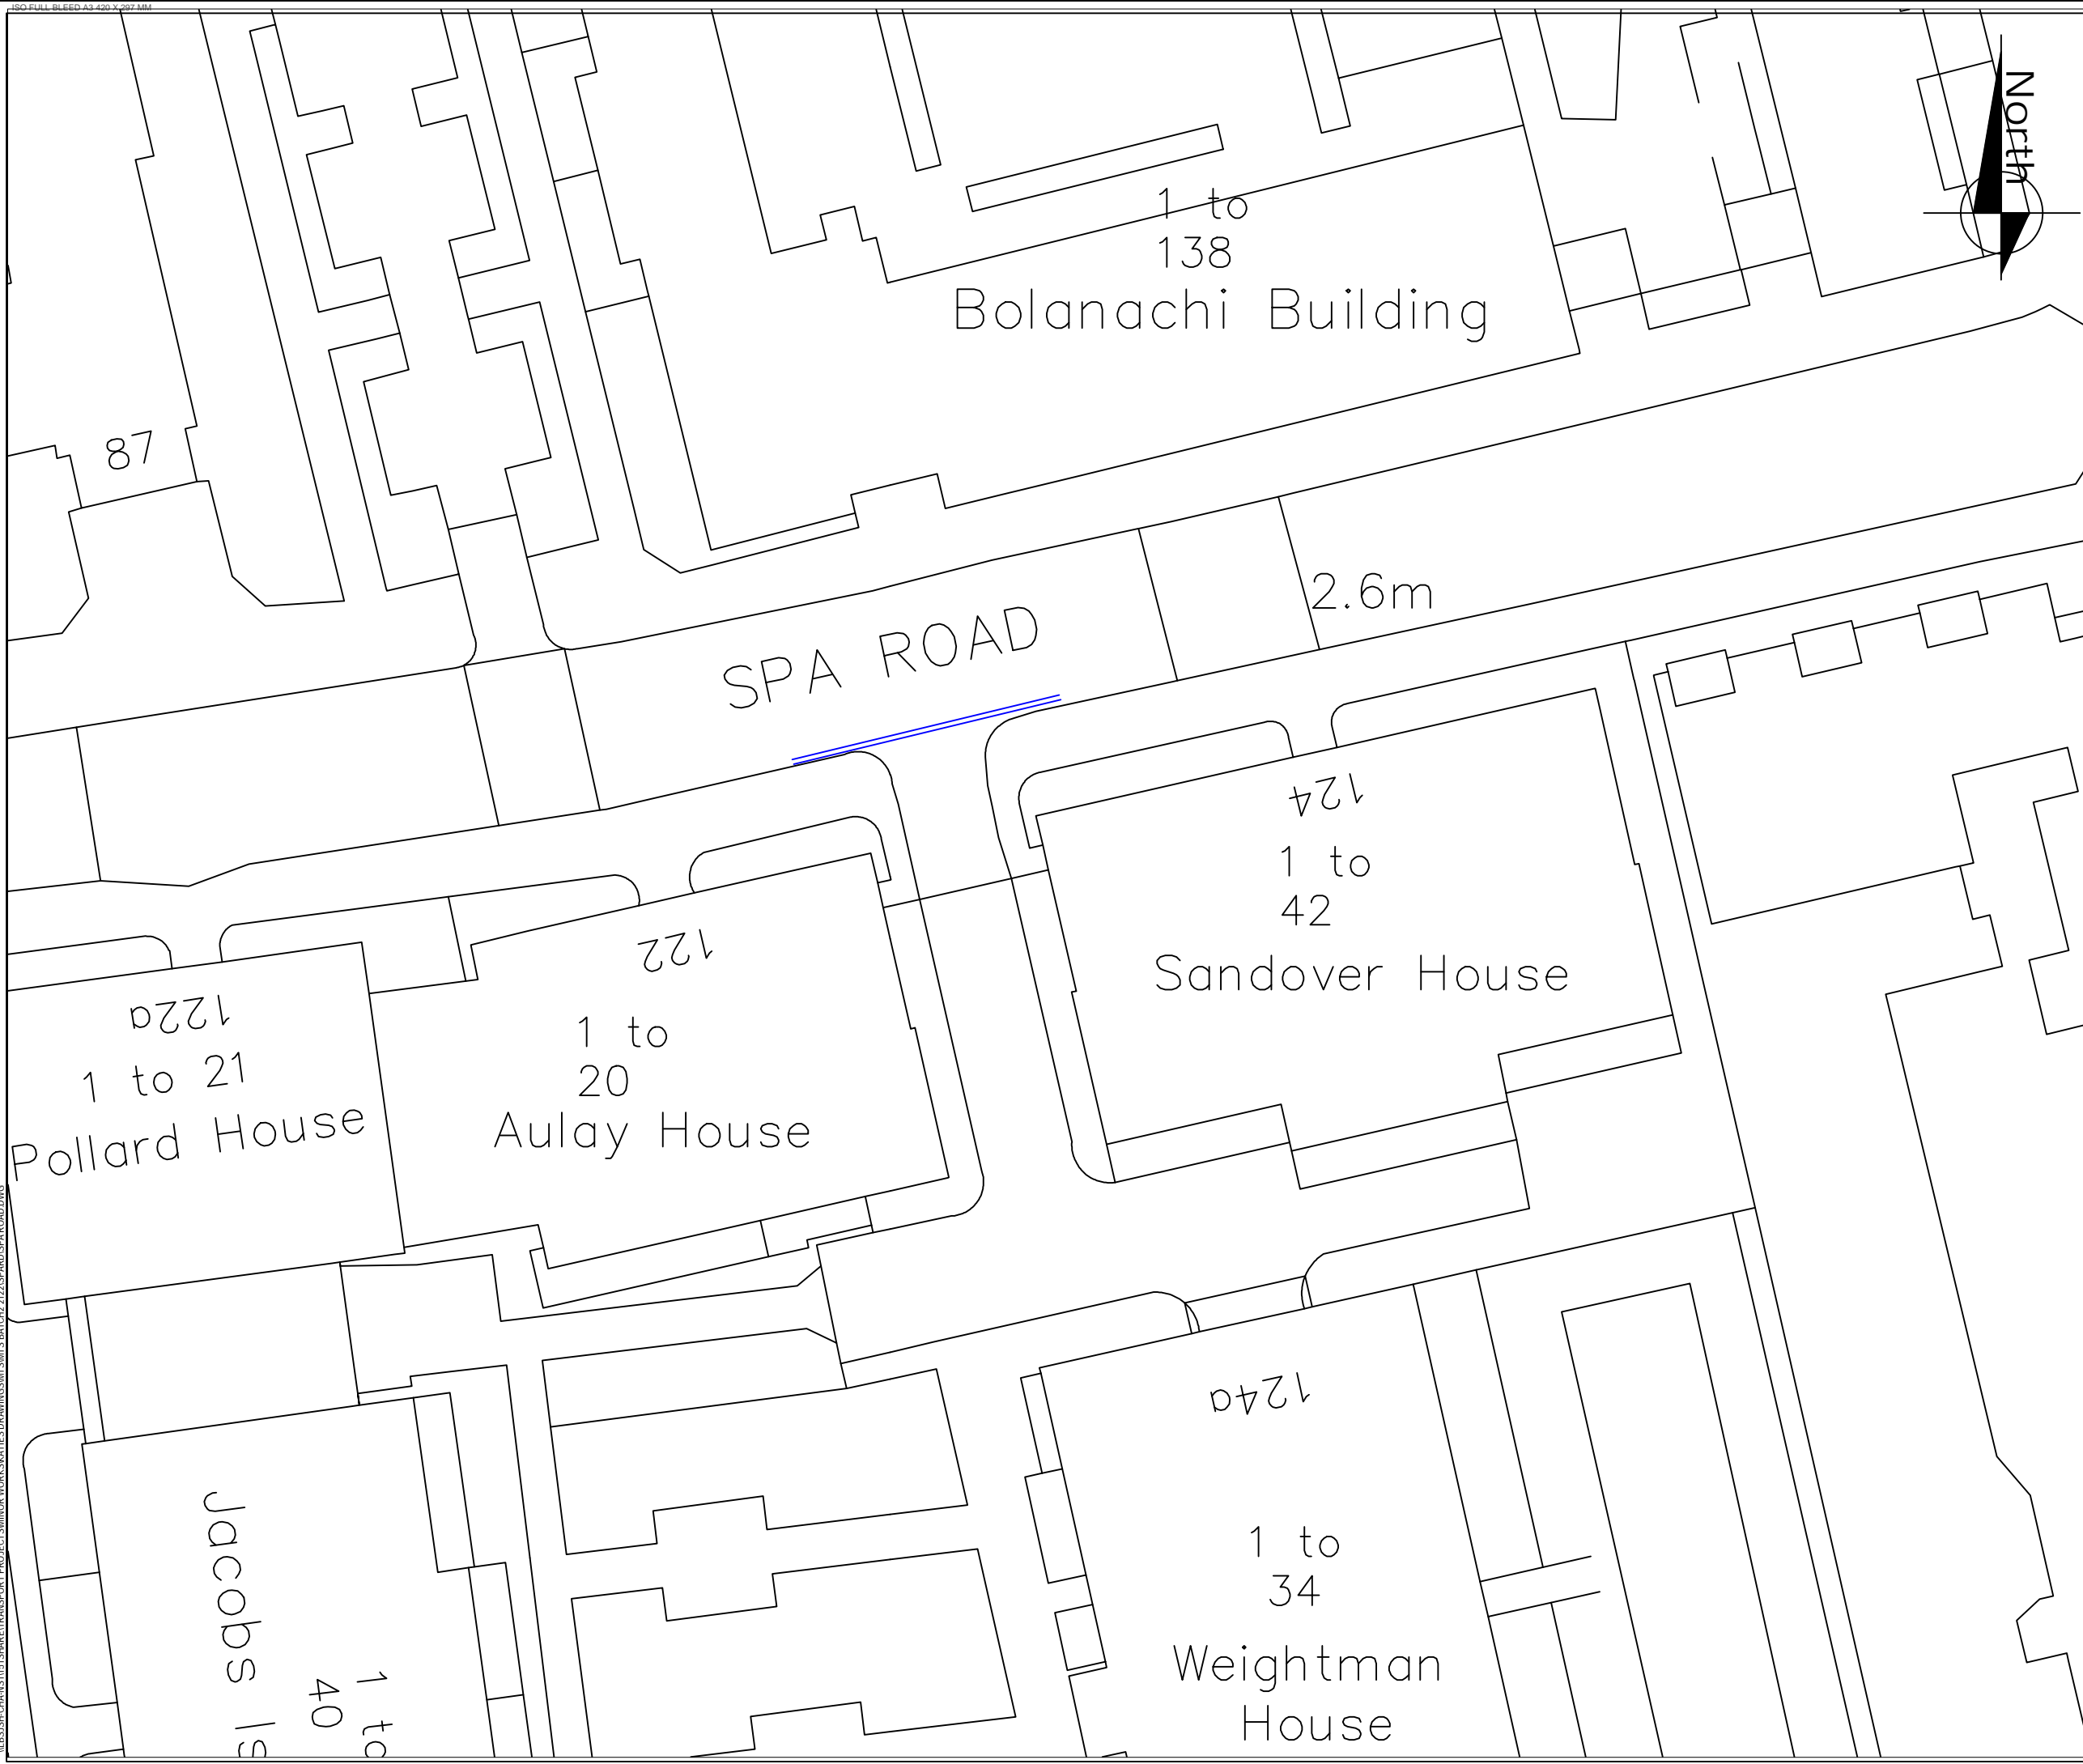 ISO FULL BLEED A3 420 X 297 MM
North
1 to
138
Bolanachi Building
87
2.6m
SPA ROAD
124
1 to
42
Sandover House
122
122a
1 to
20
Aulay House
1 to 21
Pollard House
124a
1 to
34
Weightman
House
Jacobs
1 to
40